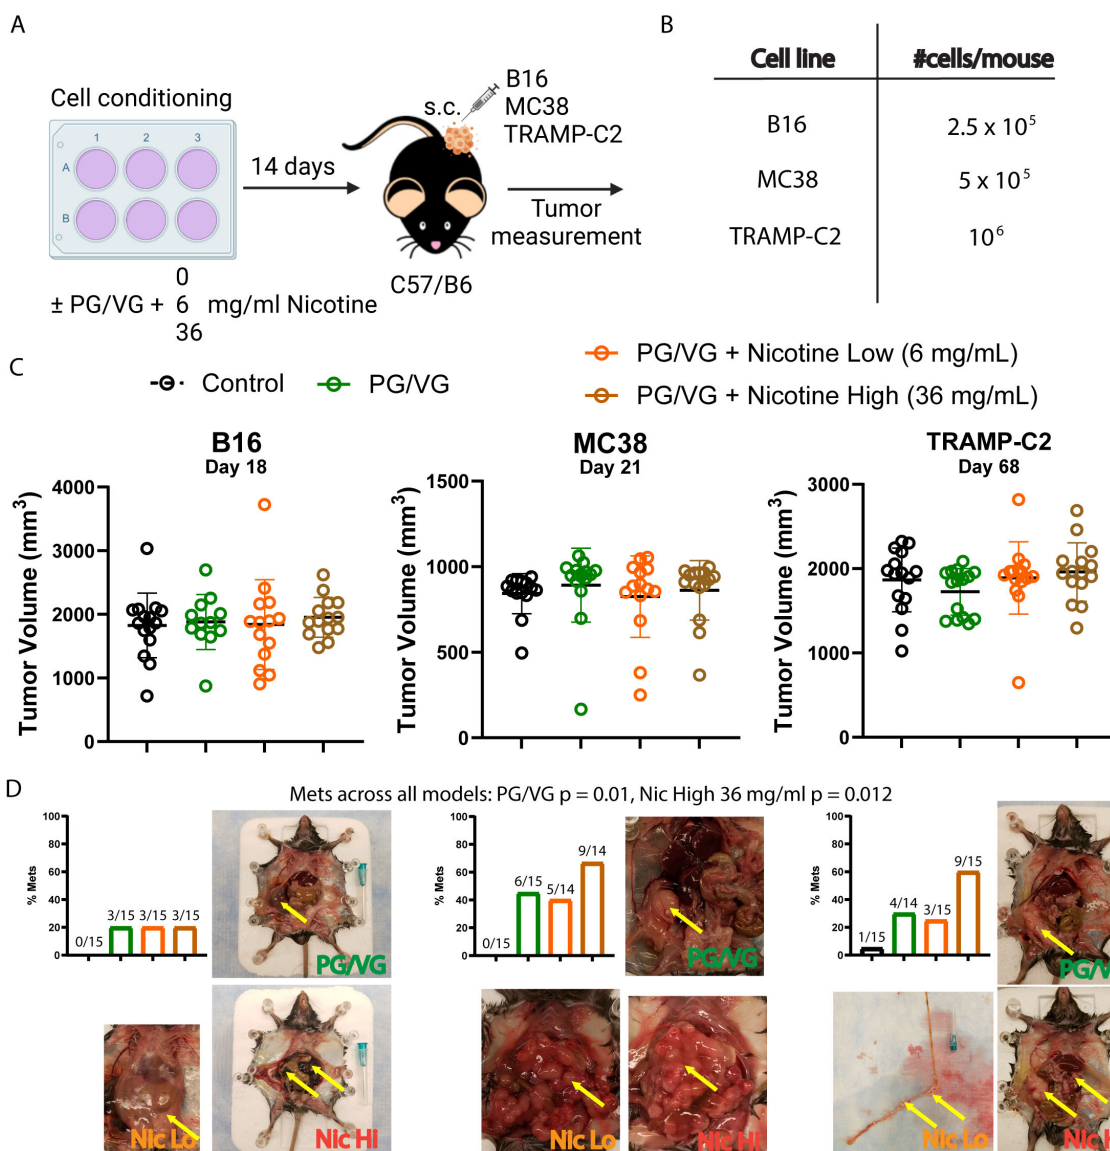 A
Cell conditioning
1 2 3
A
B
14 days
s.c.
B16
MC38
TRAMP-C2
Tumor
measurement
C57/B6
0
± PG/VG + 6 mg/ml Nicotine
36
B
Cell line #cells/mouse
B16 2.5 x 10⁵
MC38 5 x 10⁵
TRAMP-C2 10⁶
C
Control
PG/VG
PG/VG + Nicotine Low (6 mg/mL)
PG/VG + Nicotine High (36 mg/mL)
B16
Day 18
Tumor Volume (mm³)
4000
3000
2000
1000
0
MC38
Day 21
Tumor Volume (mm³)
1500
1000
500
0
TRAMP-C2
Day 68
Tumor Volume (mm³)
3000
2000
1000
0
D
Mets across all models: PG/VG p = 0.01, Nic High 36 mg/ml p = 0.012
% Mets
100
80
60
40
20
0
0/15 3/15 3/15 3/15
PG/VG
Nic Lo
Nic Hi
% Mets
100
80
60
40
20
0
0/15 6/15 5/14 9/14
Nic Lo
Nic Hi
% Mets
100
80
60
40
20
0
1/15 4/14 3/15 9/15
PG/V
Nic Lo
Nic H